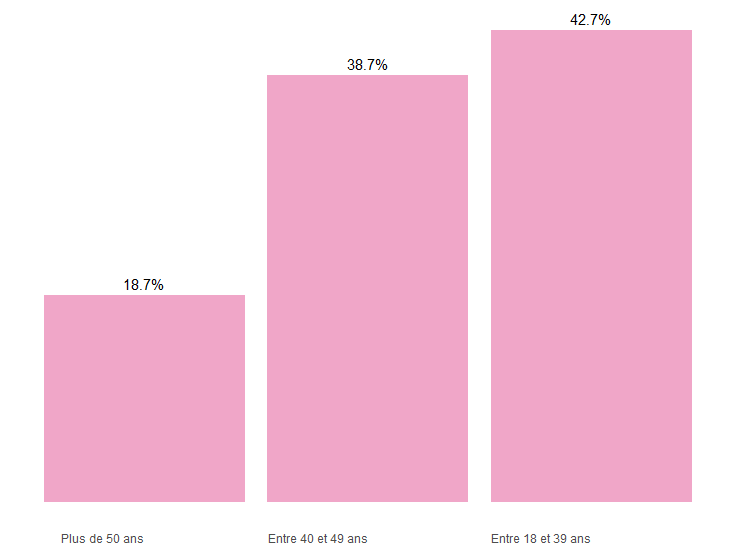 42.7%
38.7%
18.7%
Plus de 50 ans
Entre 40 et 49 ans
Entre 18 et 39 ans